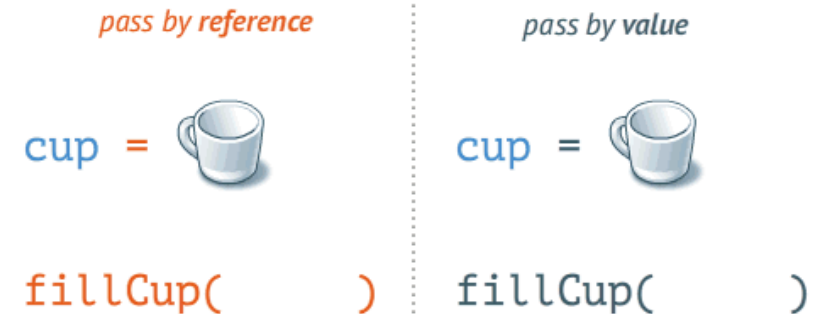 pass by reference
cup =
fillCup( )
pass by value
cup =
fillCup( )